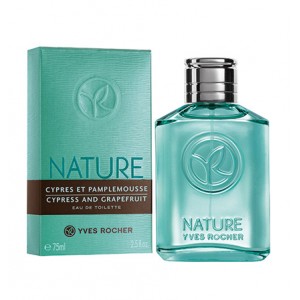 NATURE
CYPRES ET PAMPLEMOUSSE
CYPRESS AND GRAPEFRUIT
EAU DE TOILETTE
YVES ROCHER
e 75ml
NATURE
YVES ROCHER